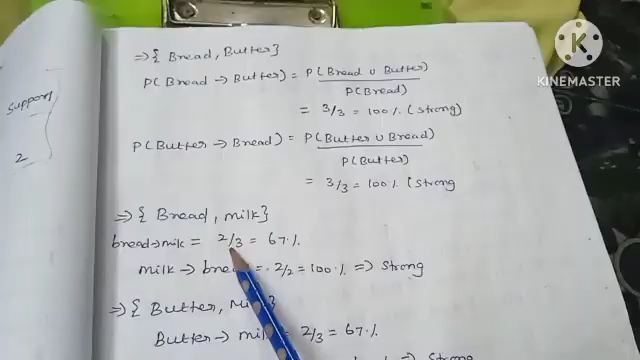 KINEMASTER
Support
2
⇒ { Bread, Butter}
P( Bread → Butter) = P( Bread ∪ Butter)
P( Bread)
= 3/3 = 100% (strong)
P( Butter → Bread) = P( Butter ∪ Bread)
P( Butter)
= 3/3 = 100% (strong
⇒ { Bread, milk}
bread→milk = 2/3 = 67%
milk → = 2/2 = 100% ⇒ Strong
⇒ { Butter,
Butter → = 2/3 = 67%
Strong